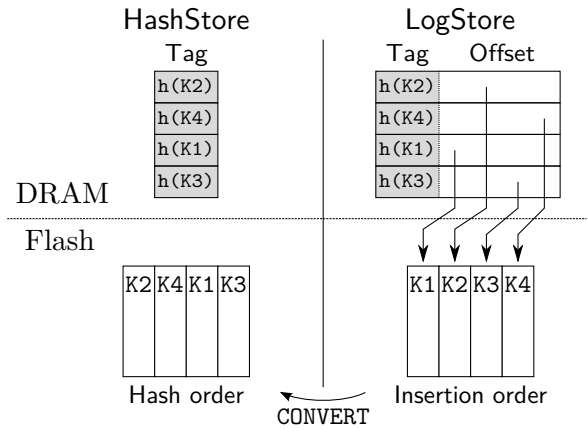 HashStore
Tag
h(K2)
h(K4)
h(K1)
h(K3)
LogStore
Tag Offset
h(K2)
h(K4)
h(K1)
h(K3)
DRAM
Flash
K2 K4 K1 K3
Hash order
K1 K2 K3 K4
Insertion order
CONVERT